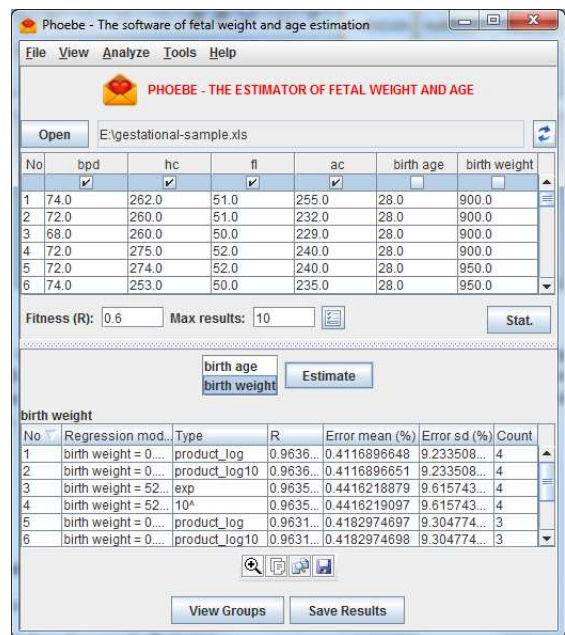 Phoebe - The software of fetal weight and age estimation
File View Analyze Tools Help
PHOEBE - THE ESTIMATOR OF FETAL WEIGHT AND AGE
Open E:\gestational-sample.xls
No bpd hc fl ac birth age birth weight
1 74.0 262.0 51.0 255.0 28.0 900.0
2 72.0 260.0 51.0 232.0 28.0 900.0
3 68.0 260.0 50.0 229.0 28.0 900.0
4 72.0 275.0 52.0 240.0 28.0 900.0
5 72.0 274.0 52.0 240.0 28.0 950.0
6 74.0 253.0 50.0 235.0 28.0 950.0
Fitness (R): 0.6 Max results: 10 Stat.
birth age
birth weight
Estimate
birth weight
No Regression mod... Type R Error mean (%) Error sd (%) Count
1 birth weight = 0.... product_log 0.9636... 0.4116896648 9.233508... 4
2 birth weight = 0.... product_log10 0.9636... 0.4116896651 9.233508... 4
3 birth weight = 52... exp 0.9635... 0.4416218879 9.615743... 4
4 birth weight = 52... 10^ 0.9635... 0.4416219097 9.615743... 4
5 birth weight = 0.... product_log 0.9631... 0.4182974697 9.304774... 3
6 birth weight = 0.... product_log10 0.9631... 0.4182974698 9.304774... 3
View Groups Save Results